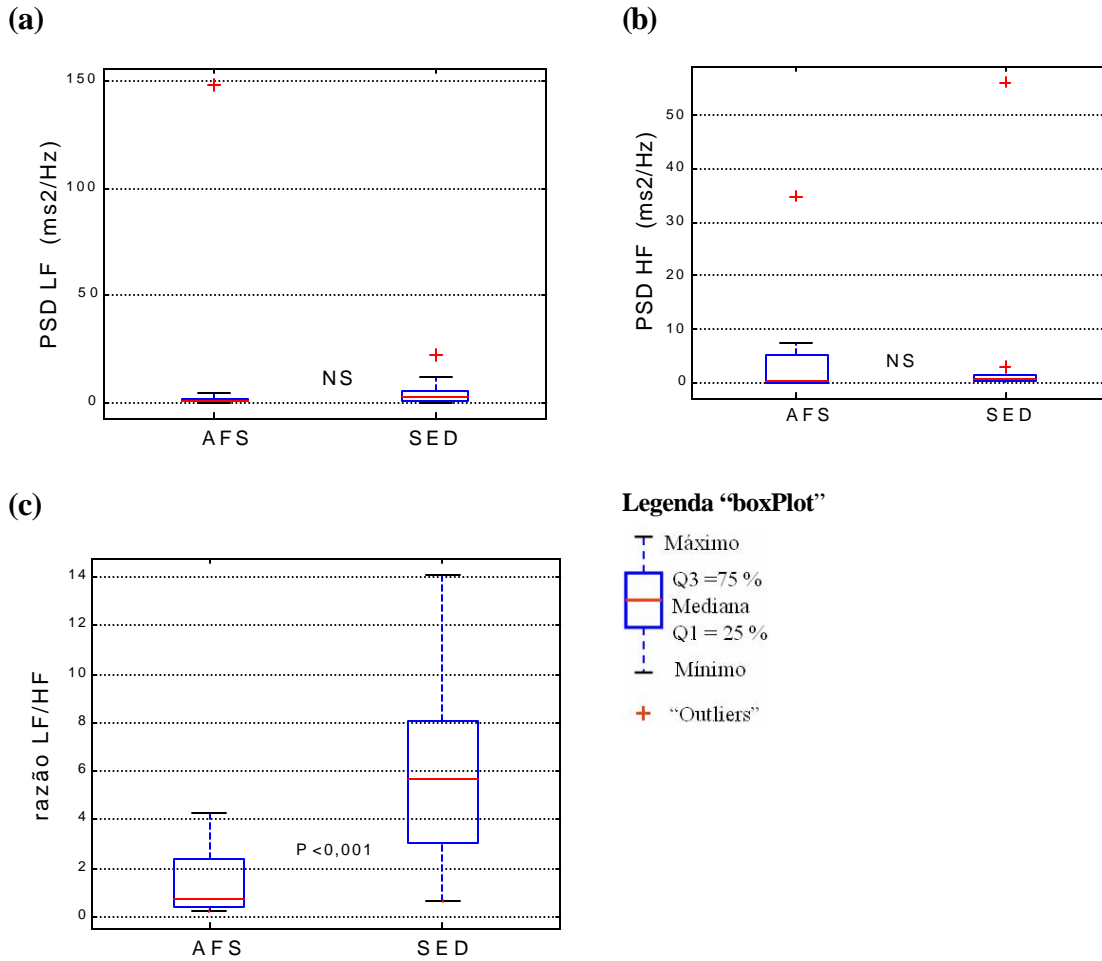 (a)
PSD LF (ms2/Hz)
150
100
50
0
NS
AFS SED
(b)
PSD HF (ms2/Hz)
50
40
30
20
10
0
NS
AFS SED
(c)
razão LF/HF
14
12
10
8
6
4
2
0
P <0,001
AFS SED
Legenda “boxPlot”
Máximo
Q3 =75 %
Mediana
Q1 = 25 %
Mínimo
“Outliers”